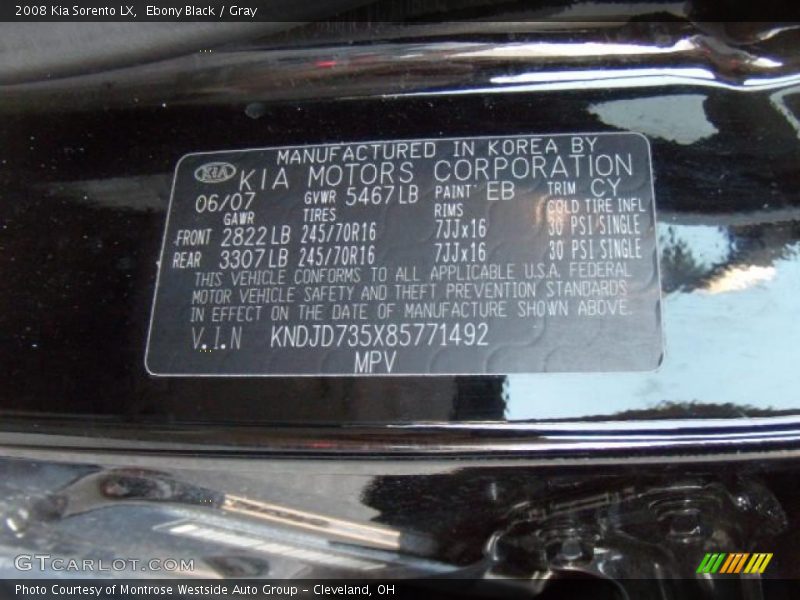 2008 Kia Sorento LX, Ebony Black / Gray
MANUFACTURED IN KOREA BY
KIA KIA MOTORS CORPORATION
06/07 GVWR 5467LB PAINT EB TRIM CY
GAWR TIRES RIMS COLD TIRE INFL
FRONT 2822LB 245/70R16 7JJx16 30 PSI SINGLE
REAR 3307LB 245/70R16 7JJx16 30 PSI SINGLE
THIS VEHICLE CONFORMS TO ALL APPLICABLE U.S.A. FEDERAL
MOTOR VEHICLE SAFETY AND THEFT PREVENTION STANDARDS
IN EFFECT ON THE DATE OF MANUFACTURE SHOWN ABOVE.
V.I.N KNDJD735X85771492
MPV
GTCARLOT.COM
Photo Courtesy of Montrose Westside Auto Group - Cleveland, OH